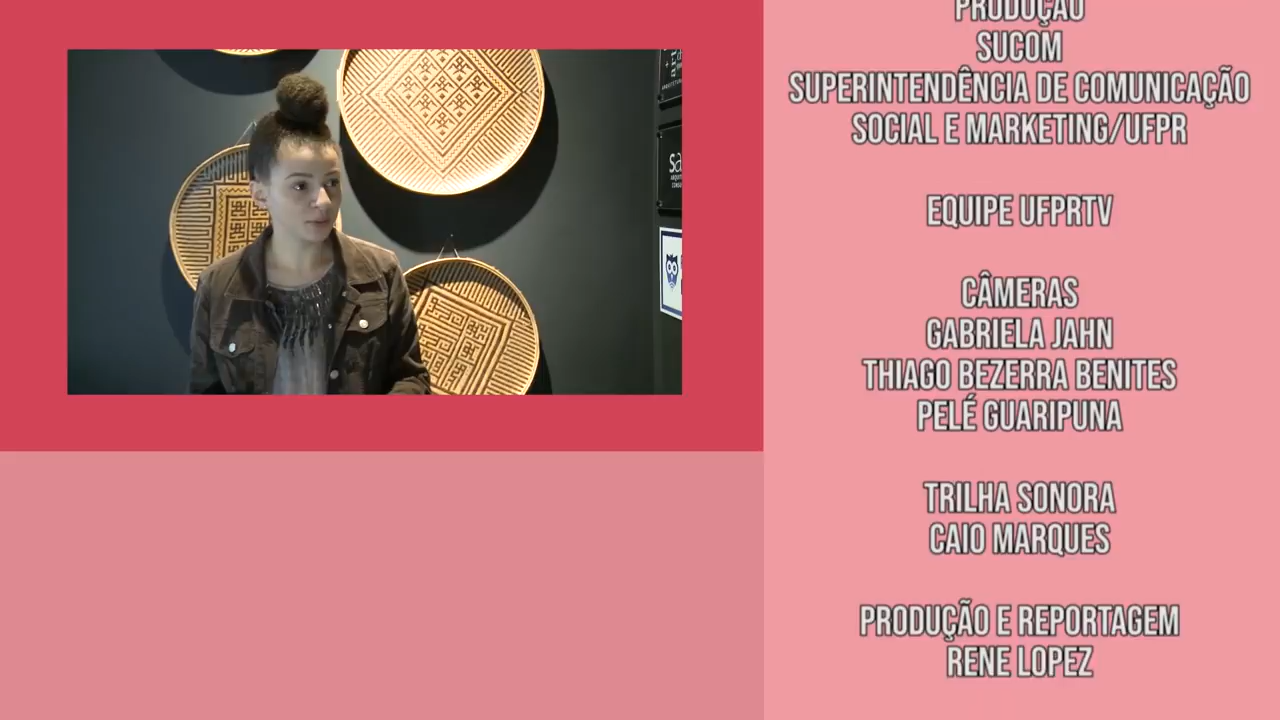 PRODUÇÃO
SUCOM
SUPERINTENDÊNCIA DE COMUNICAÇÃO
SOCIAL E MARKETING/UFPR
EQUIPE UFPRTV
CÂMERAS
GABRIELA JAHN
THIAGO BEZERRA BENITES
PELÉ GUARIPUNA
TRILHA SONORA
CAIO MARQUES
PRODUÇÃO E REPORTAGEM
RENE LOPEZ